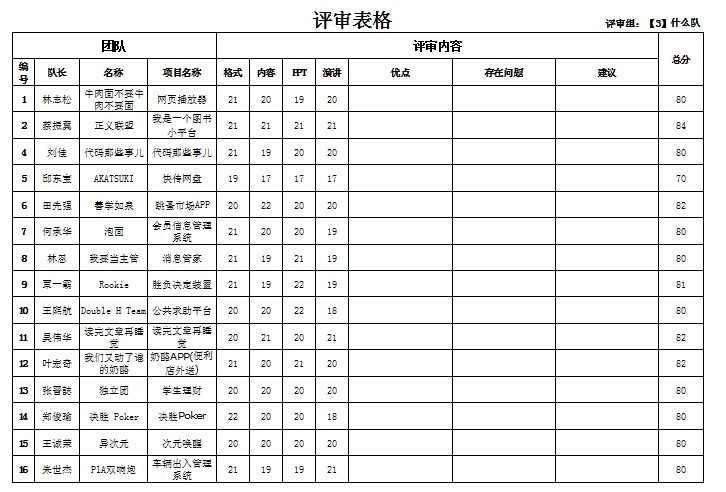 评审表格
评审组：【3】什么队
团队 评审内容 总分
编号 队长 名称 项目名称 格式 内容 PPT 演讲 优点 存在问题 建议
1 林志松 牛肉面不要牛肉不要面 网页播放器 21 20 19 20 80
2 蔡振翼 正义联盟 我是一个图书小平台 21 21 21 21 84
4 刘佳 代码那些事儿 代码那些事儿 21 19 20 20 80
5 邱东宝 AKATSUKI 快传网盘 19 17 17 17 70
6 田先强 善学如泉 跳蚤市场APP 20 22 20 20 82
7 何承华 泡面 会员信息管理系统 21 20 20 19 80
8 林恩 我要当主管 消息管家 21 19 21 19 80
9 覃一霸 Rookie 胜负决定装置 21 19 22 19 81
10 王熙航 Double H Team 公共求助平台 20 20 22 18 80
11 吴伟华 读完文章再睡觉 读完文章再睡觉 20 21 20 21 82
12 叶宏奇 我们又动了谁的奶酪 奶酪APP(便利店外送) 21 20 21 20 82
13 张晋誌 独立团 学生理财 20 20 20 20 80
14 郑俊瑜 决胜 Poker 决胜Poker 22 20 20 18 80
15 王诚荣 异次元 次元唤醒 20 20 20 20 80
16 朱世杰 P1A双响炮 车辆出入管理系统 21 19 19 21 80